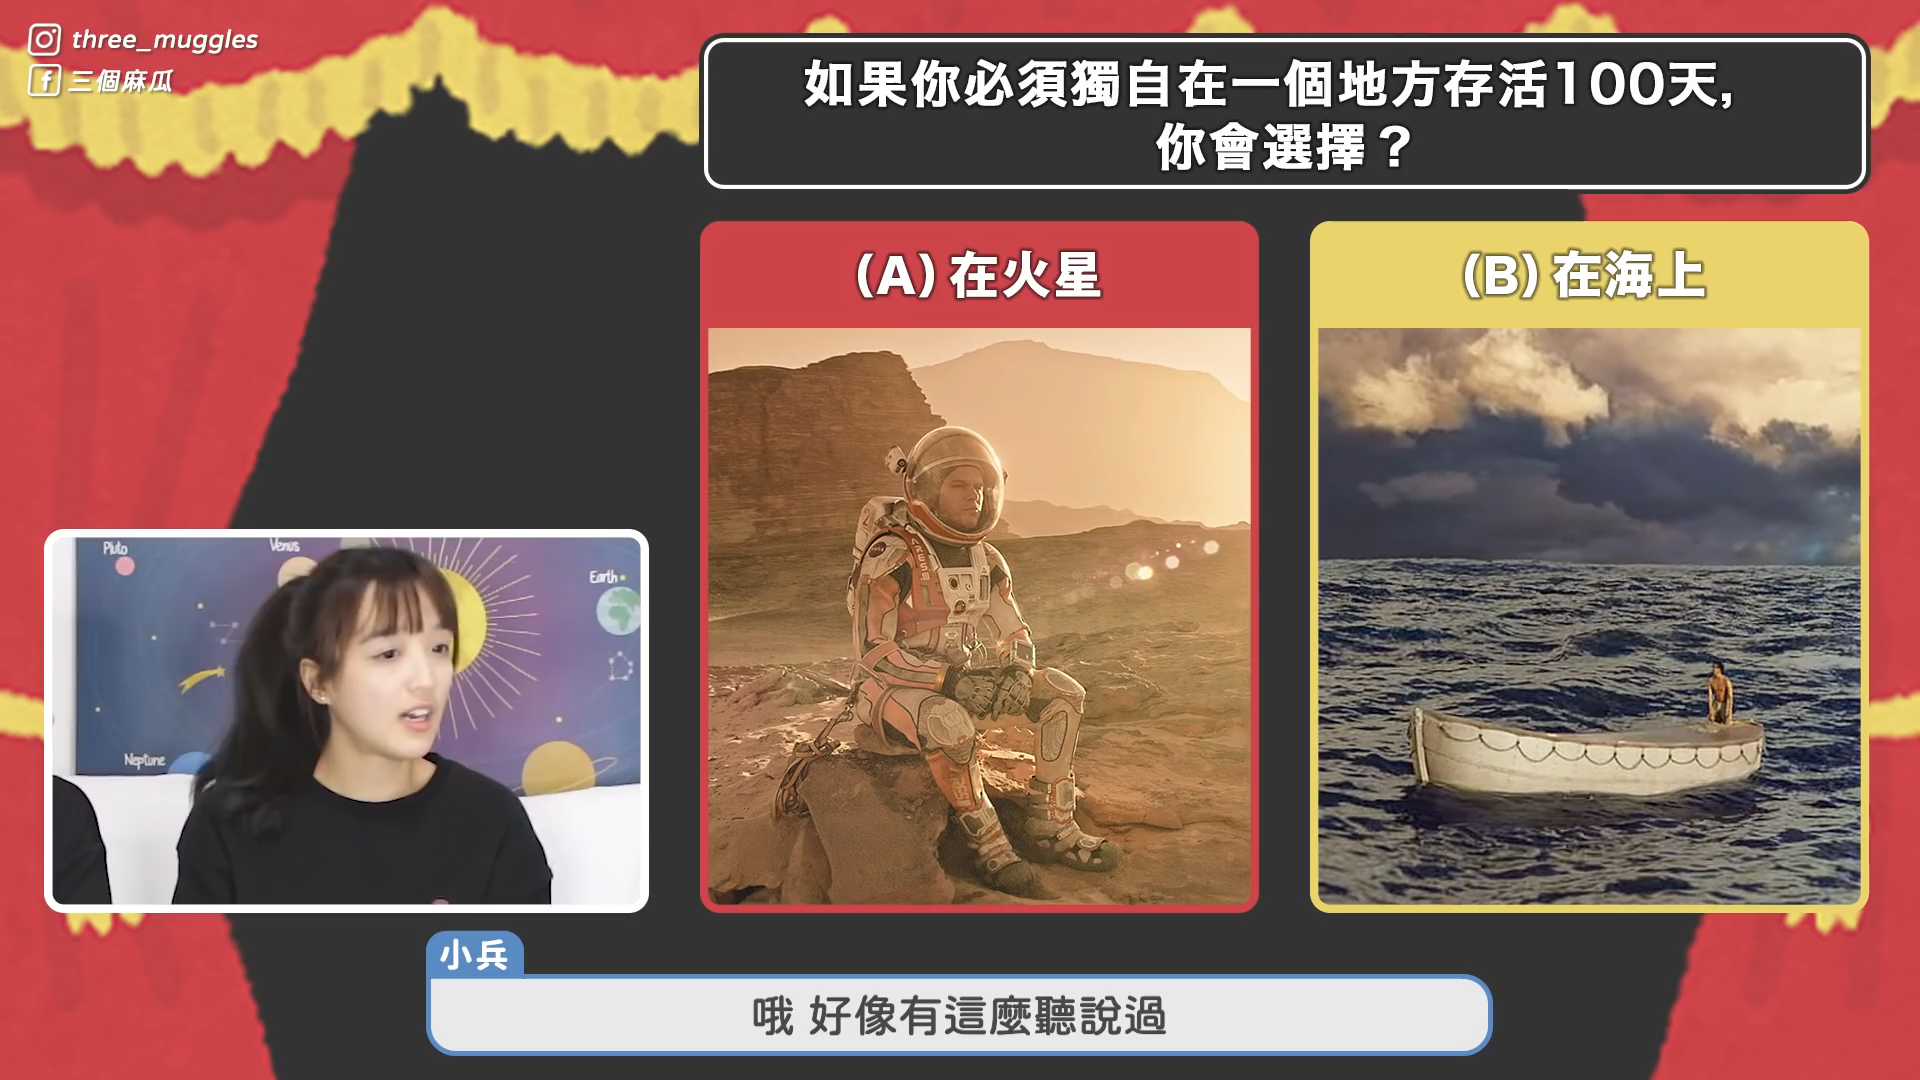 three_muggles
三個麻瓜
如果你必須獨自在一個地方存活100天,
你會選擇？
(A) 在火星
(B) 在海上
Pluto
Venus
Earth
Neptune
小兵
哦 好像有這麼聽說過